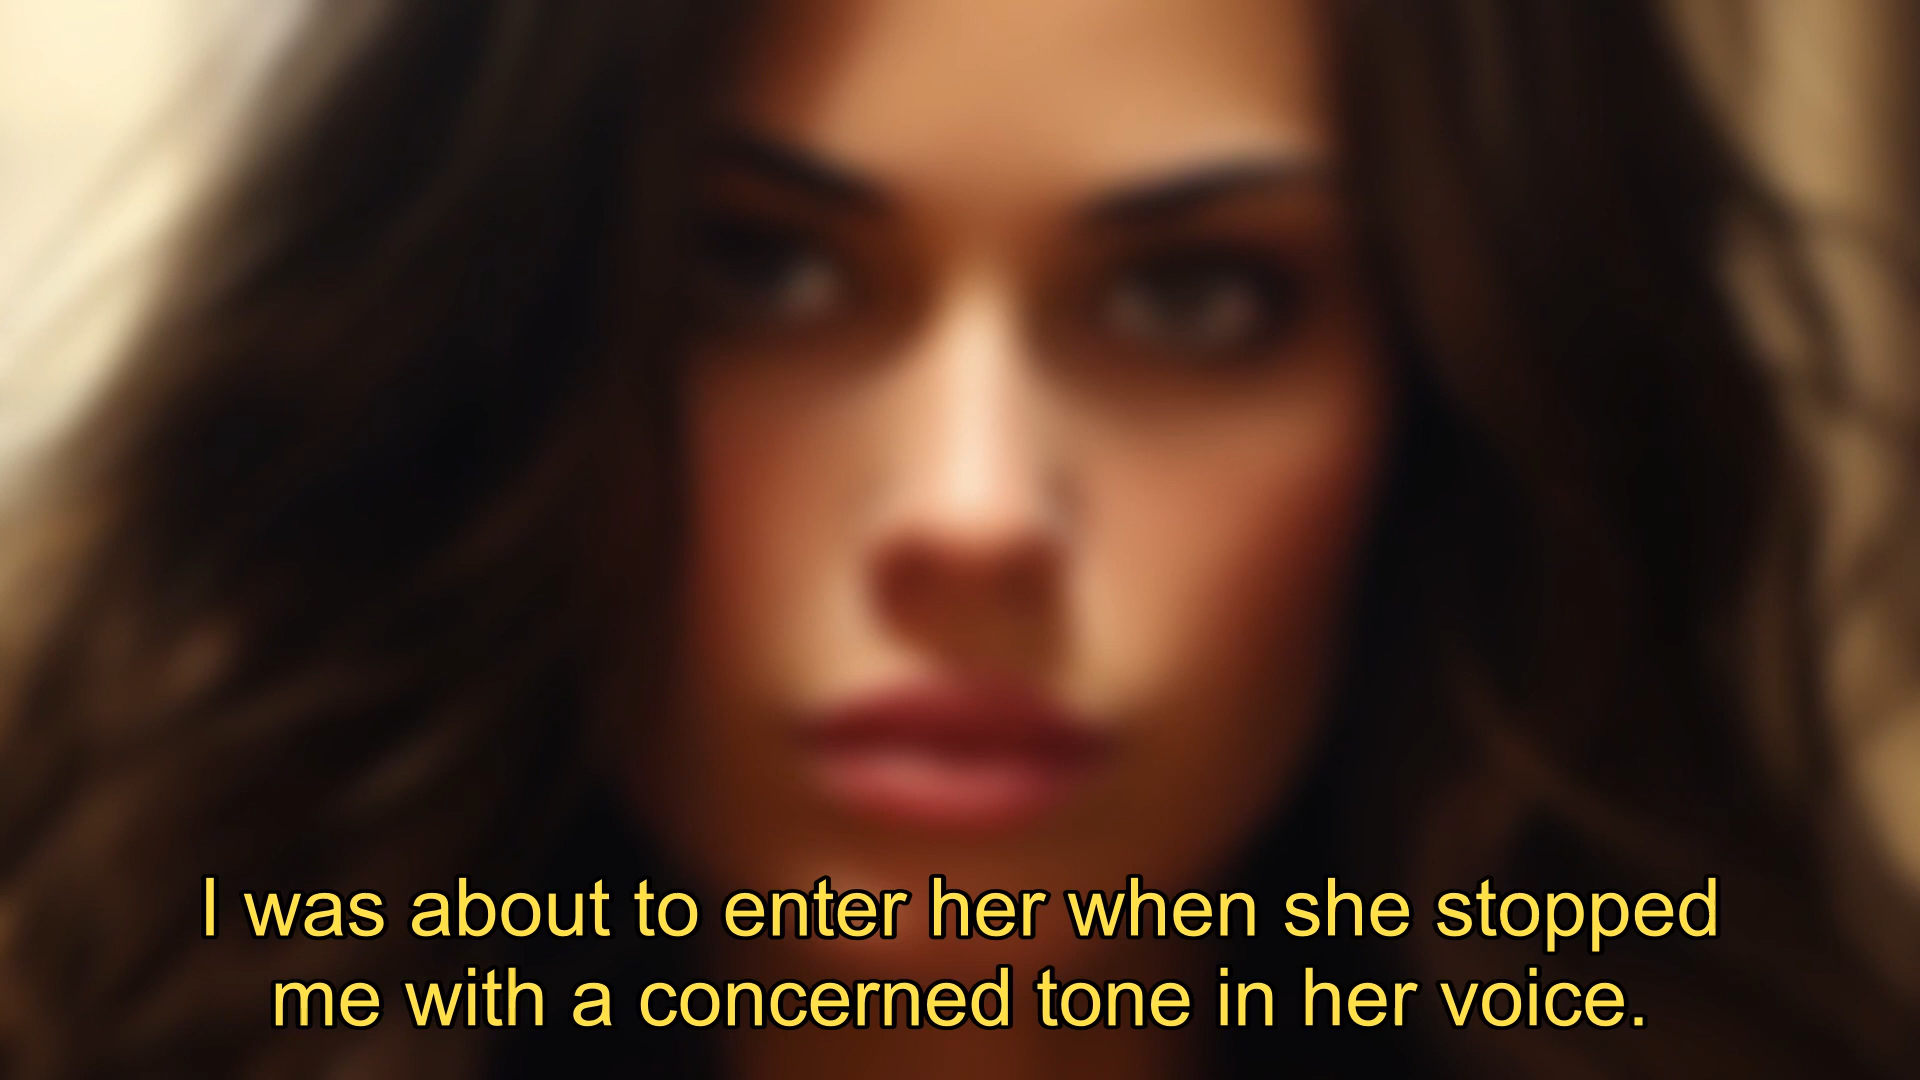 I was about to enter her when she stopped
me with a concerned tone in her voice.